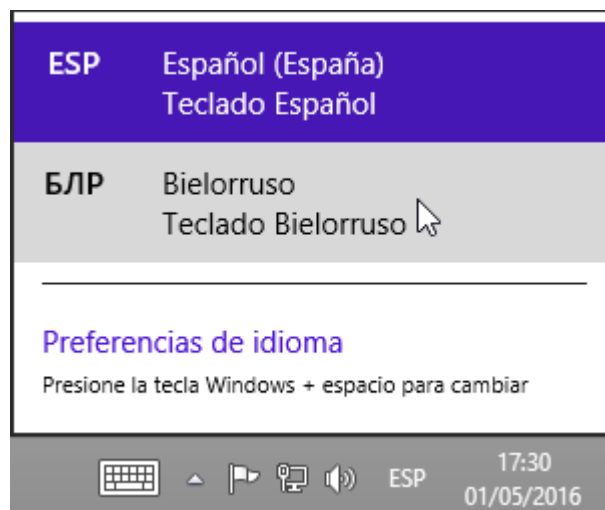 ESP Español (España)
Teclado Español
БЛР Bielorruso
Teclado Bielorruso
Preferencias de idioma
Presione la tecla Windows + espacio para cambiar
ESP 17:30
01/05/2016